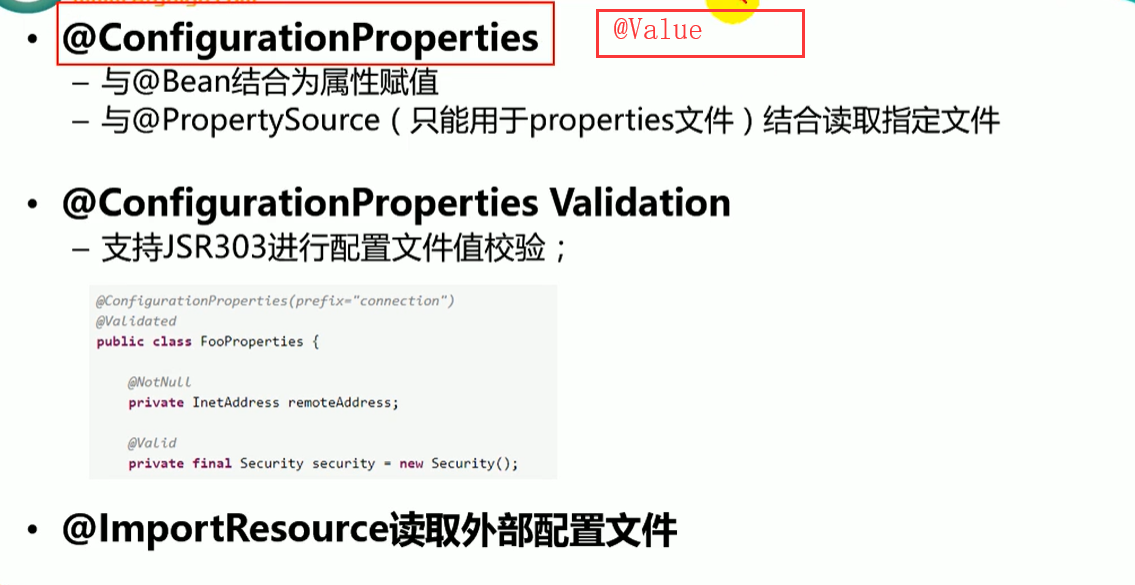 • @ConfigurationProperties
@Value
– 与@Bean结合为属性赋值
– 与@PropertySource（只能用于properties文件）结合读取指定文件
• @ConfigurationProperties Validation
– 支持JSR303进行配置文件值校验；
@ConfigurationProperties(prefix="connection")
@Validated
public class FooProperties {
@NotNull
private InetAddress remoteAddress;
@Valid
private final Security security = new Security();
• @ImportResource读取外部配置文件